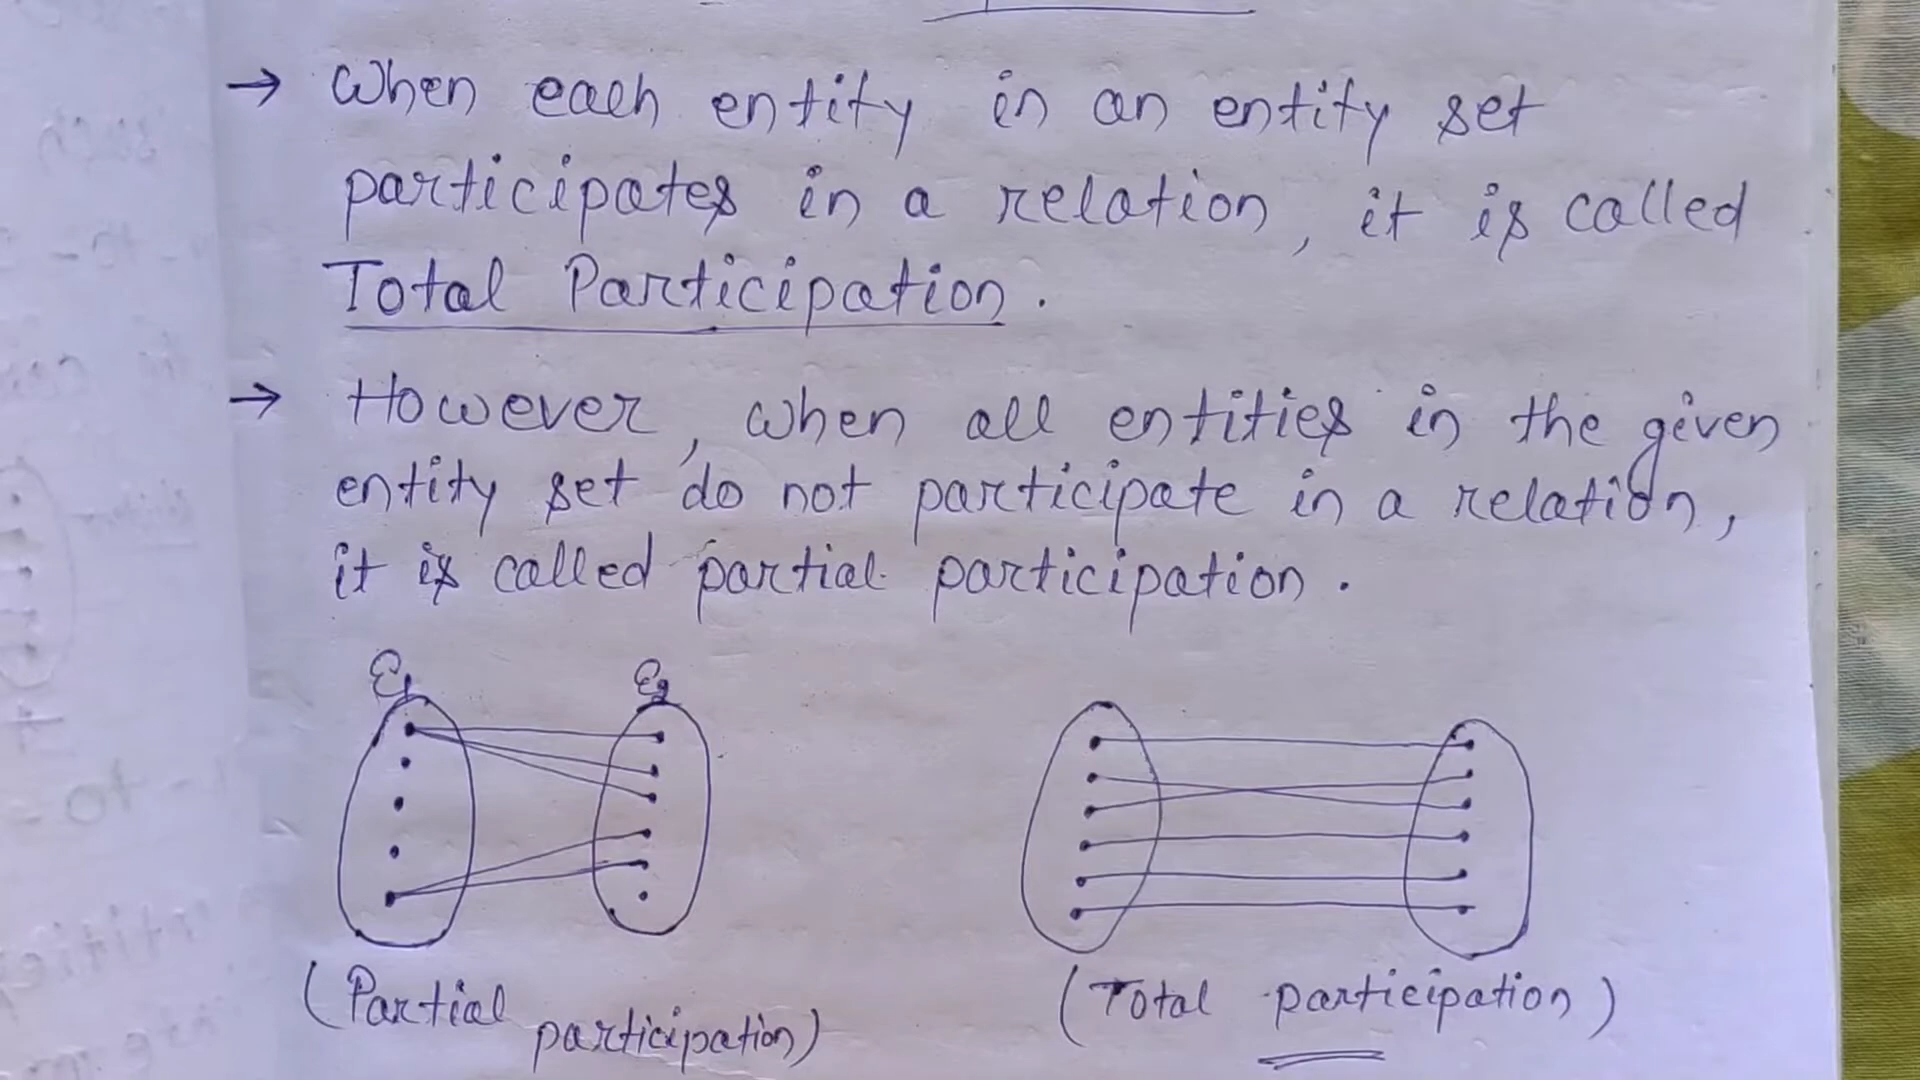 → When each entity in an entity set
participates in a relation, it is called
Total Participation.
→ However, when all entities in the given
entity set do not participate in a relation,
it is called partial participation.
E1 E2
(Partial participation) (Total participation)